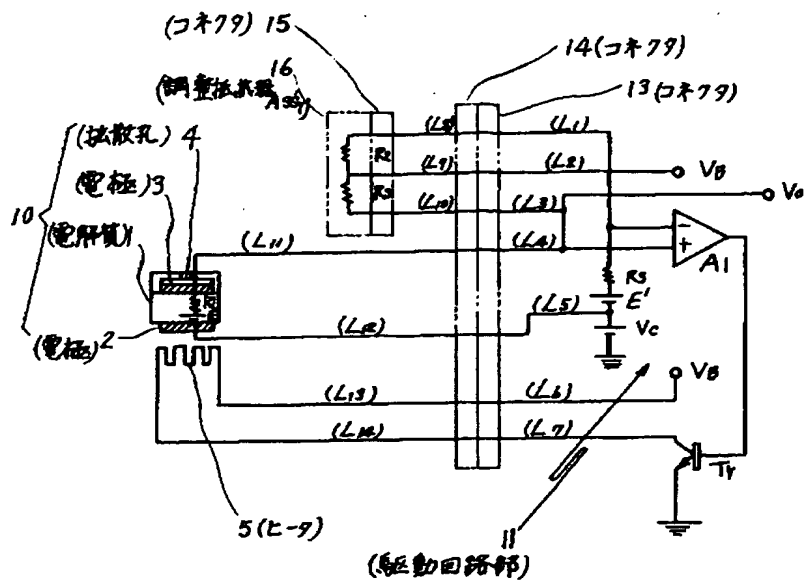 (コネクタ) 15
16
(調整抵抗器
Assy)
14 (コネクタ)
13 (コネクタ)
(L8)
(L1)
R2
(L9)
(L2)
VB
R3
(L10)
(L3)
Vo
(拡散孔) 4
(電極) 3
10
(電解質) 1
(電極) 2
(L11)
(L4)
−
+
A1
Rs
E'
(L5)
Vc
(L12)
VB
(L13)
(L6)
(L14)
(L7)
Tr
5 (ヒータ)
11
(駆動回路部)